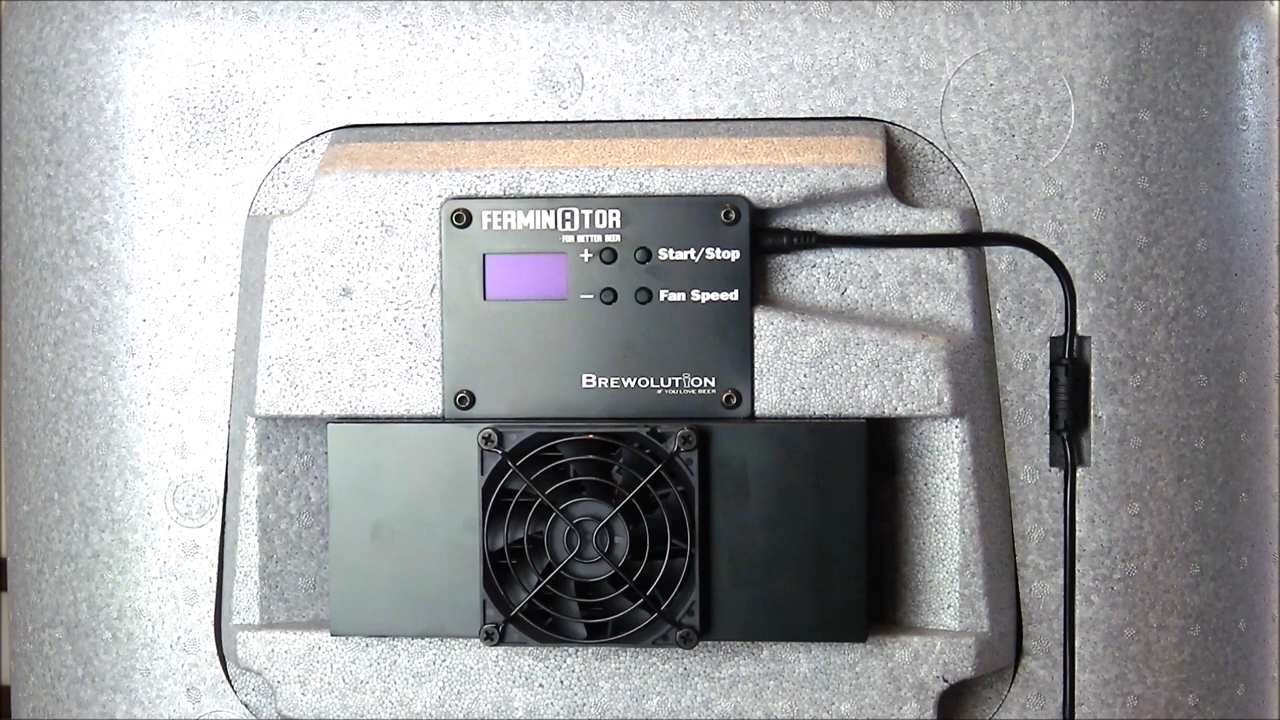 FERMINATOR
-FOR BETTER BEER
+ Start/Stop
– Fan Speed
BREWOLUTION
IF YOU LOVE BEER